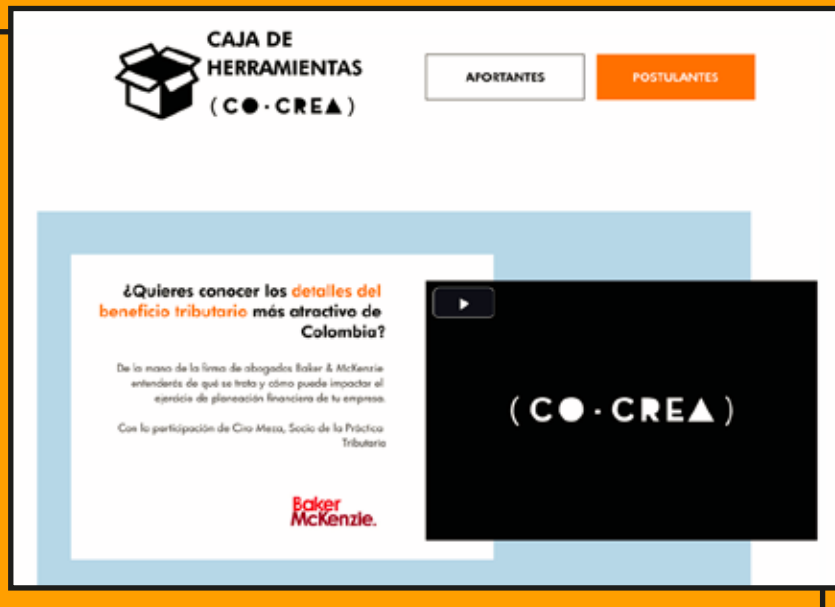 CAJA DE
HERRAMIENTAS
(CO·CREA)
APORTANTES
POSTULANTES
¿Quieres conocer los detalles del
beneficio tributario más atractivo de
Colombia?
De la mano de la firma de abogados Baker & McKenzie
entenderás de qué se trata y cómo puede impactar el
ejercicio de planeación financiera de tu empresa.
Con la participación de Ciro Meza, Socio de la Práctica
Tributaria
Baker
McKenzie.
(CO·CREA)